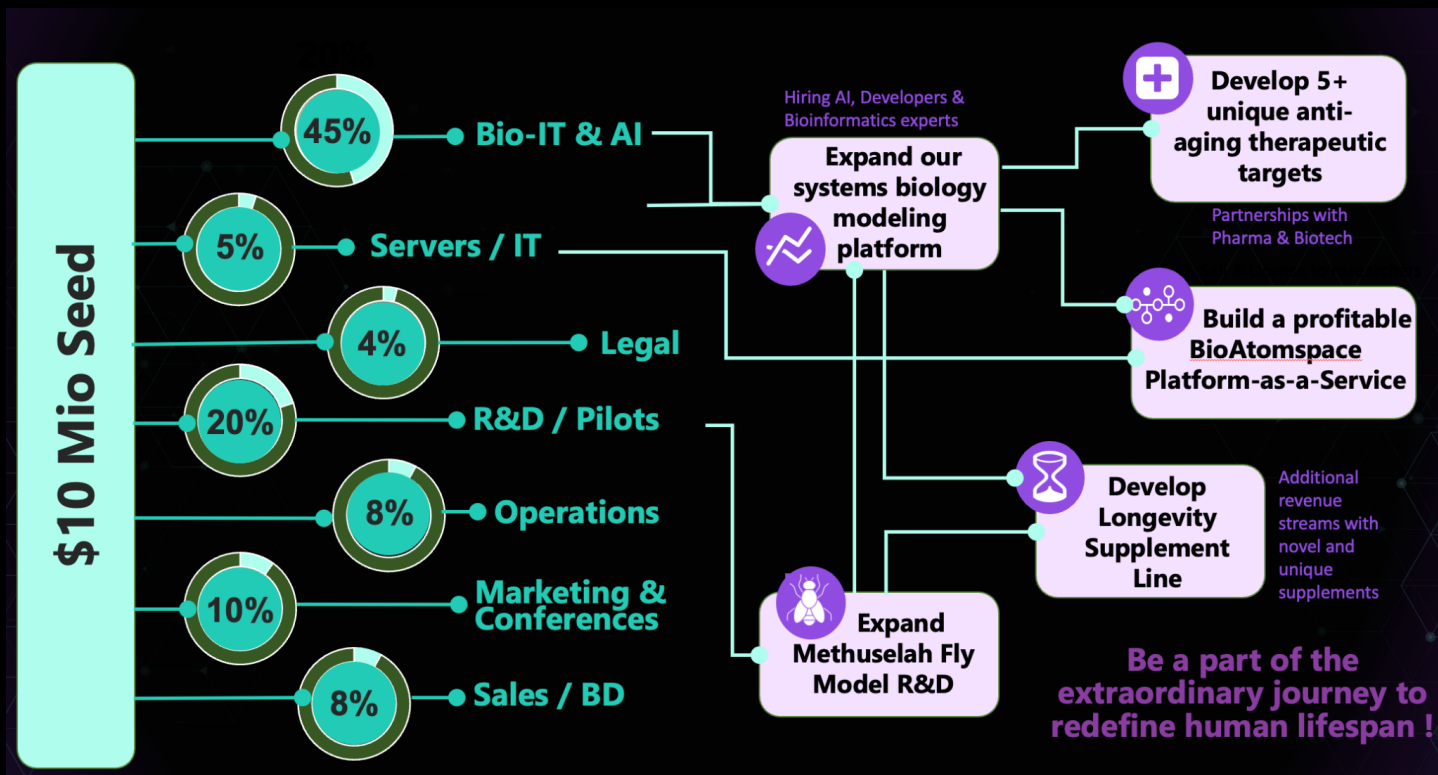 $10 Mio Seed
45%
Bio-IT & AI
5%
Servers / IT
4%
Legal
20%
R&D / Pilots
8%
Operations
10%
Marketing &
Conferences
8%
Sales / BD
Hiring AI, Developers &
Bioinformatics experts
Expand our
systems biology
modeling
platform
Expand
Methuselah Fly
Model R&D
Develop 5+
unique anti-
aging therapeutic
targets
Partnerships with
Pharma & Biotech
Build a profitable
BioAtomspace
Platform-as-a-Service
Develop
Longevity
Supplement
Line
Additional
revenue
streams with
novel and
unique
supplements
Be a part of the
extraordinary journey to
redefine human lifespan !